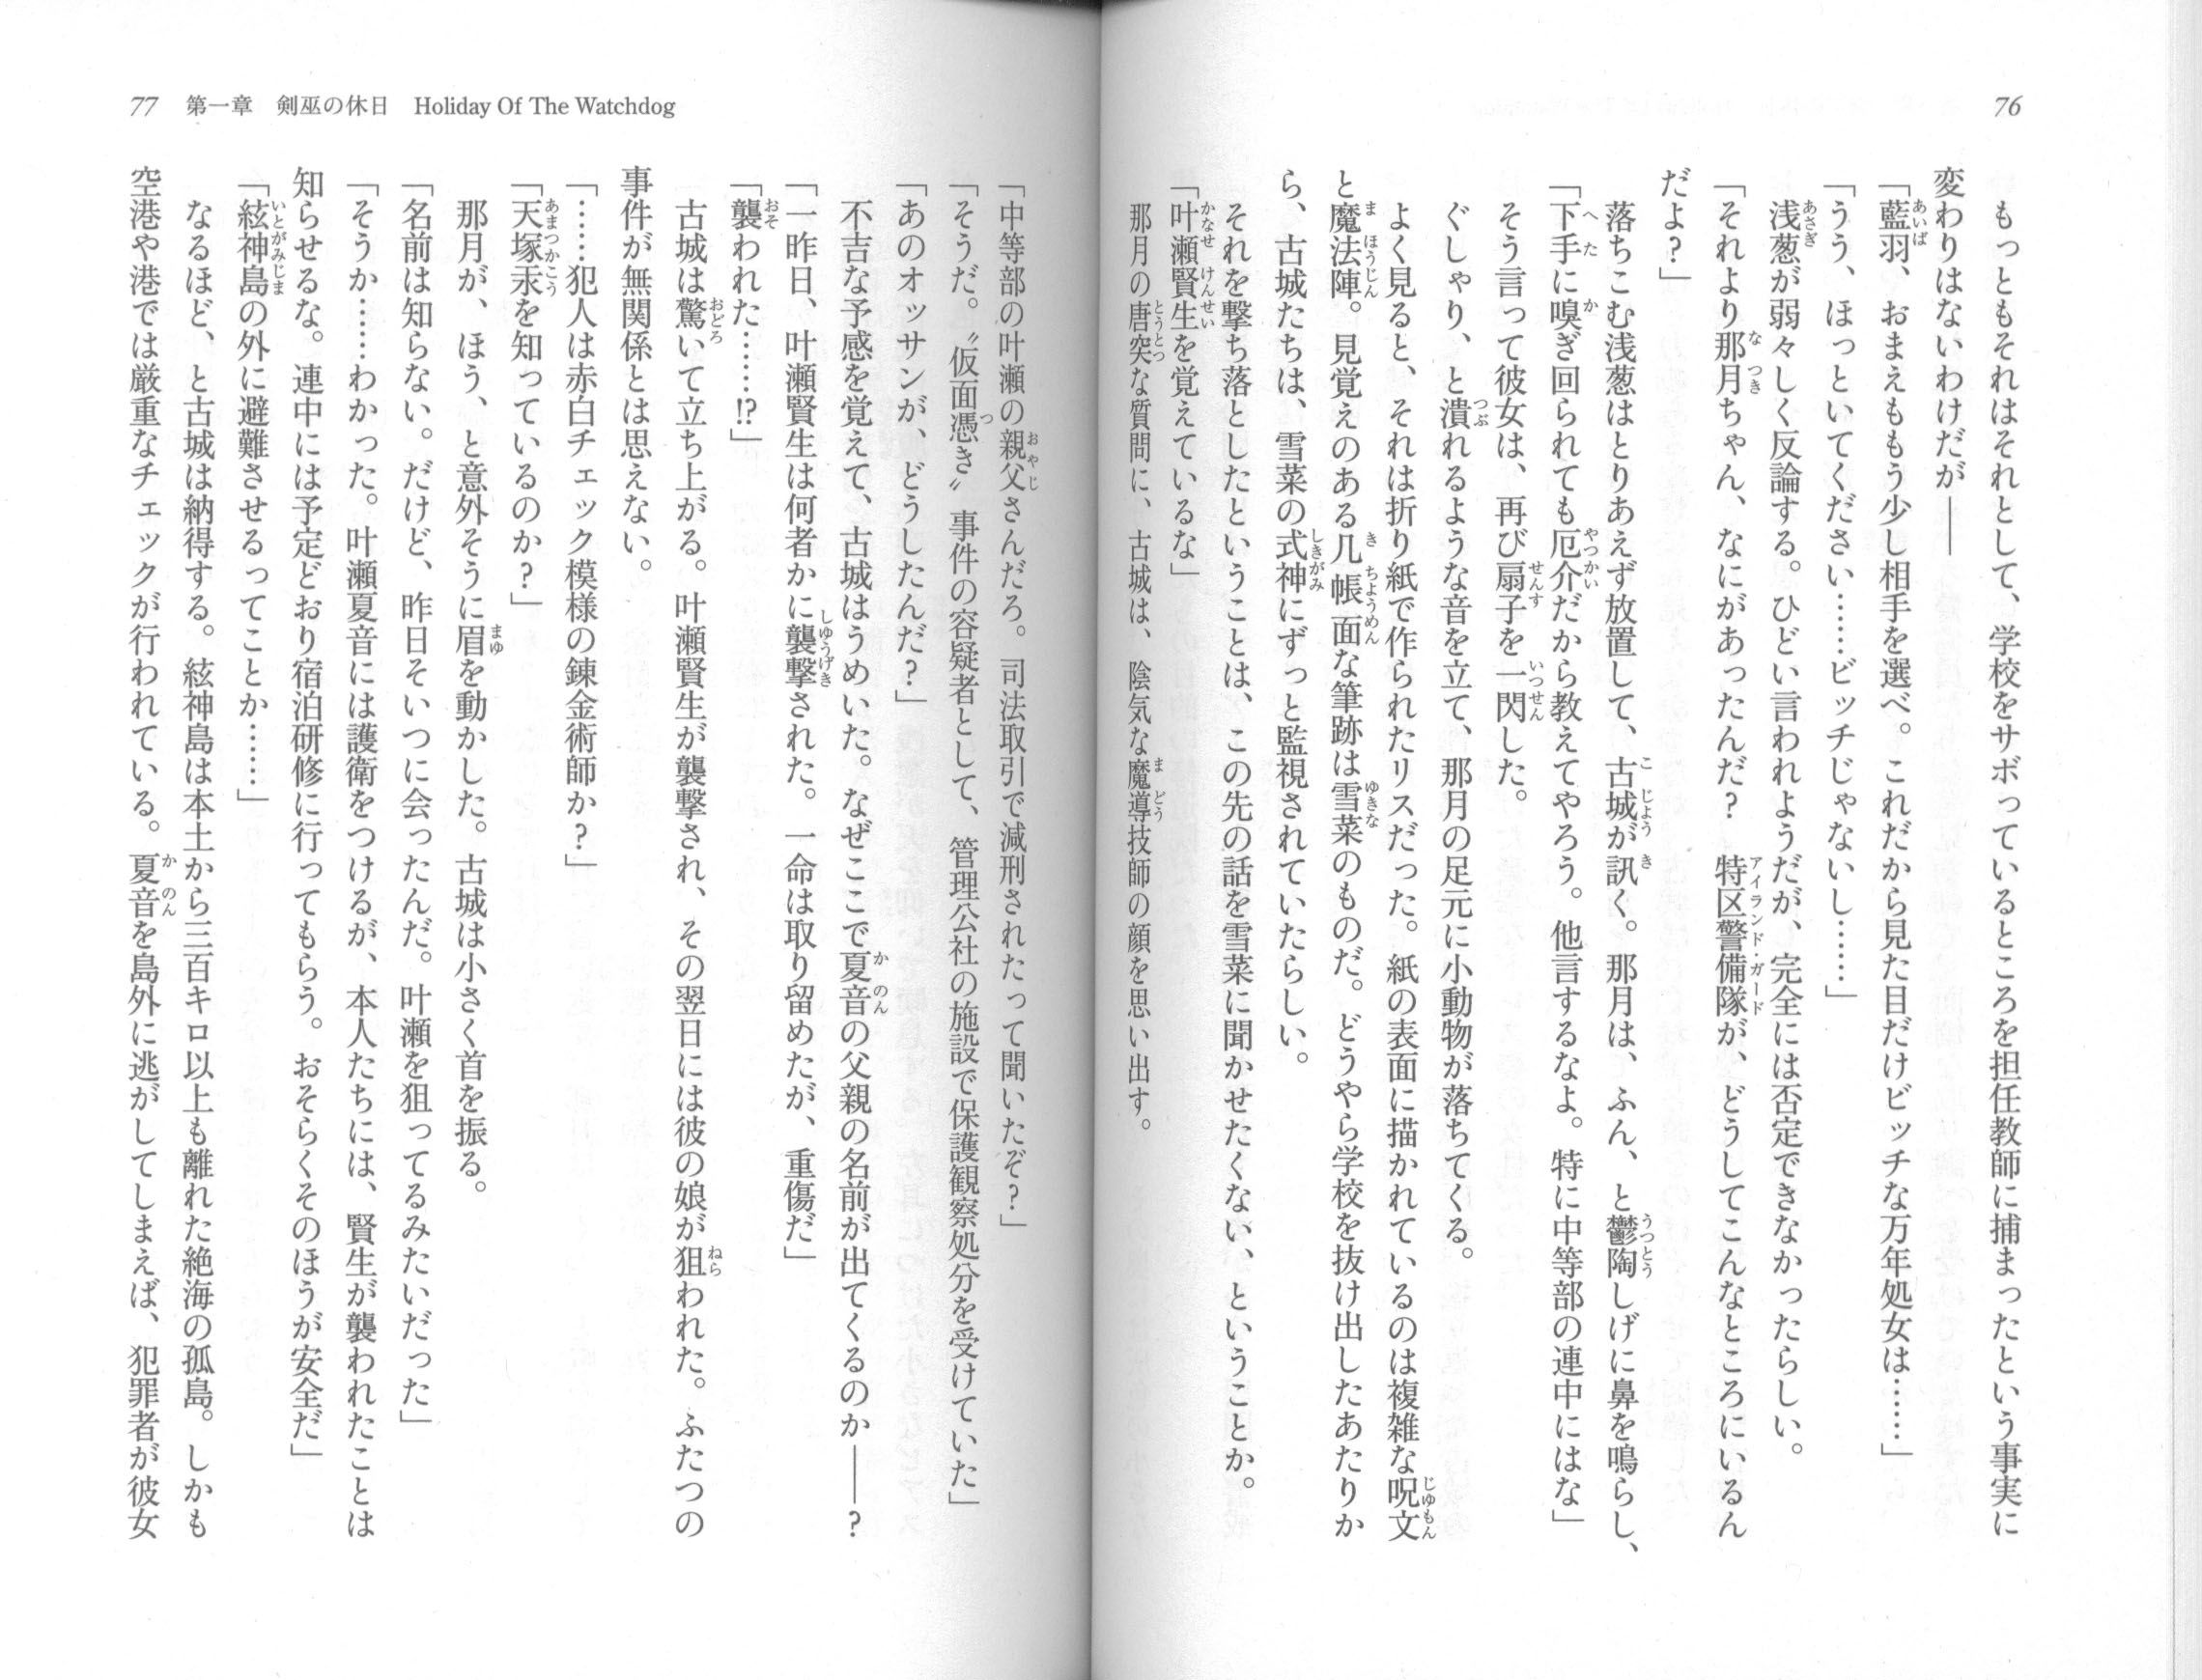 76
もっともそれはそれとして、学校をサボっているところを担任教師に捕まったという事実に
変わりはないわけだが――
「藍羽、おまえももう少し相手を選べ。これだから見た目だけビッチな万年処女は……」
「うう、ほっといてください……ビッチじゃないし……」
浅葱が弱々しく反論する。ひどい言われようだが、完全には否定できなかったらしい。
「それより那月ちゃん、なにがあったんだ？　特区警備隊が、どうしてこんなところにいるん
だよ？」
落ちこむ浅葱はとりあえず放置して、古城が訊く。那月は、ふん、と鬱陶しげに鼻を鳴らし、
「下手に嗅ぎ回られても厄介だから教えてやろう。他言するなよ。特に中等部の連中にはな」
そう言って彼女は、再び扇子を一閃した。
ぐしゃり、と潰れるような音を立て、那月の足元に小動物が落ちてくる。
よく見ると、それは折り紙で作られたリスだった。紙の表面に描かれているのは複雑な呪文
と魔法陣。見覚えのある几帳面な筆跡は雪菜のものだ。どうやら学校を抜け出したあたりか
ら、古城たちは、雪菜の式神にずっと監視されていたらしい。
それを撃ち落としたということは、この先の話を雪菜に聞かせたくない、ということか。
「叶瀬賢生を覚えているな」
那月の唐突な質問に、古城は、陰気な魔導技師の顔を思い出す。
77 第一章　剣巫の休日　Holiday Of The Watchdog
「中等部の叶瀬の親父さんだろ。司法取引で減刑されたって聞いたぞ？」
「そうだ。〝仮面憑き〟事件の容疑者として、管理公社の施設で保護観察処分を受けていた」
「あのオッサンが、どうしたんだ？」
不吉な予感を覚えて、古城はうめいた。なぜここで夏音の父親の名前が出てくるのか――？
「一昨日、叶瀬賢生は何者かに襲撃された。一命は取り留めたが、重傷だ」
「襲われた……!?」
古城は驚いて立ち上がる。叶瀬賢生が襲撃され、その翌日には彼の娘が狙われた。ふたつの
事件が無関係とは思えない。
「……犯人は赤白チェック模様の錬金術師か？」
「天塚汞を知っているのか？」
那月が、ほう、と意外そうに眉を動かした。古城は小さく首を振る。
「名前は知らない。だけど、昨日そいつに会ったんだ。叶瀬を狙ってるみたいだった」
「そうか……わかった。叶瀬夏音には護衛をつけるが、本人たちには、賢生が襲われたことは
知らせるな。連中には予定どおり宿泊研修に行ってもらう。おそらくそのほうが安全だ」
「絃神島の外に避難させるってことか……」
なるほど、と古城は納得する。絃神島は本土から三百キロ以上も離れた絶海の孤島。しかも
空港や港では厳重なチェックが行われている。夏音を島外に逃がしてしまえば、犯罪者が彼女